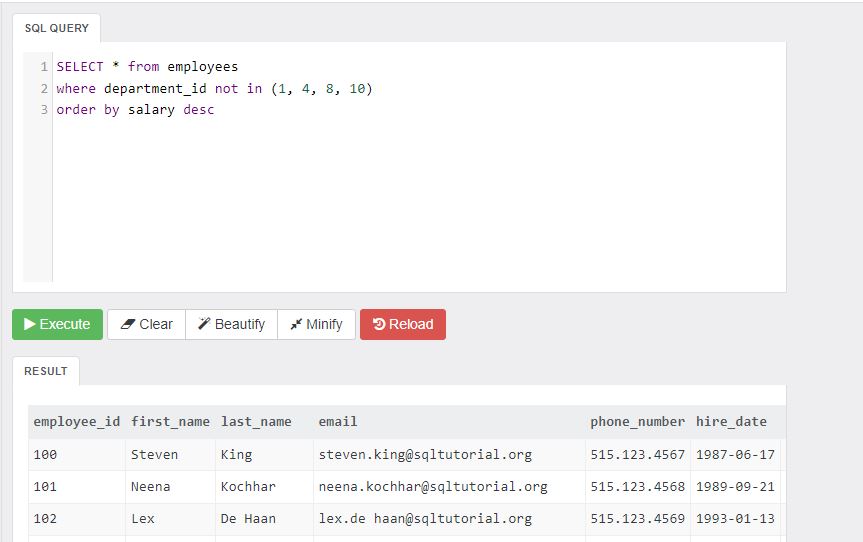 SQL QUERY
1 SELECT * from employees
2 where department_id not in (1, 4, 8, 10)
3 order by salary desc
Execute Clear Beautify Minify Reload
RESULT
employee_id first_name last_name email phone_number hire_date
100 Steven King steven.king@sqltutorial.org 515.123.4567 1987-06-17
101 Neena Kochhar neena.kochhar@sqltutorial.org 515.123.4568 1989-09-21
102 Lex De Haan lex.de haan@sqltutorial.org 515.123.4569 1993-01-13